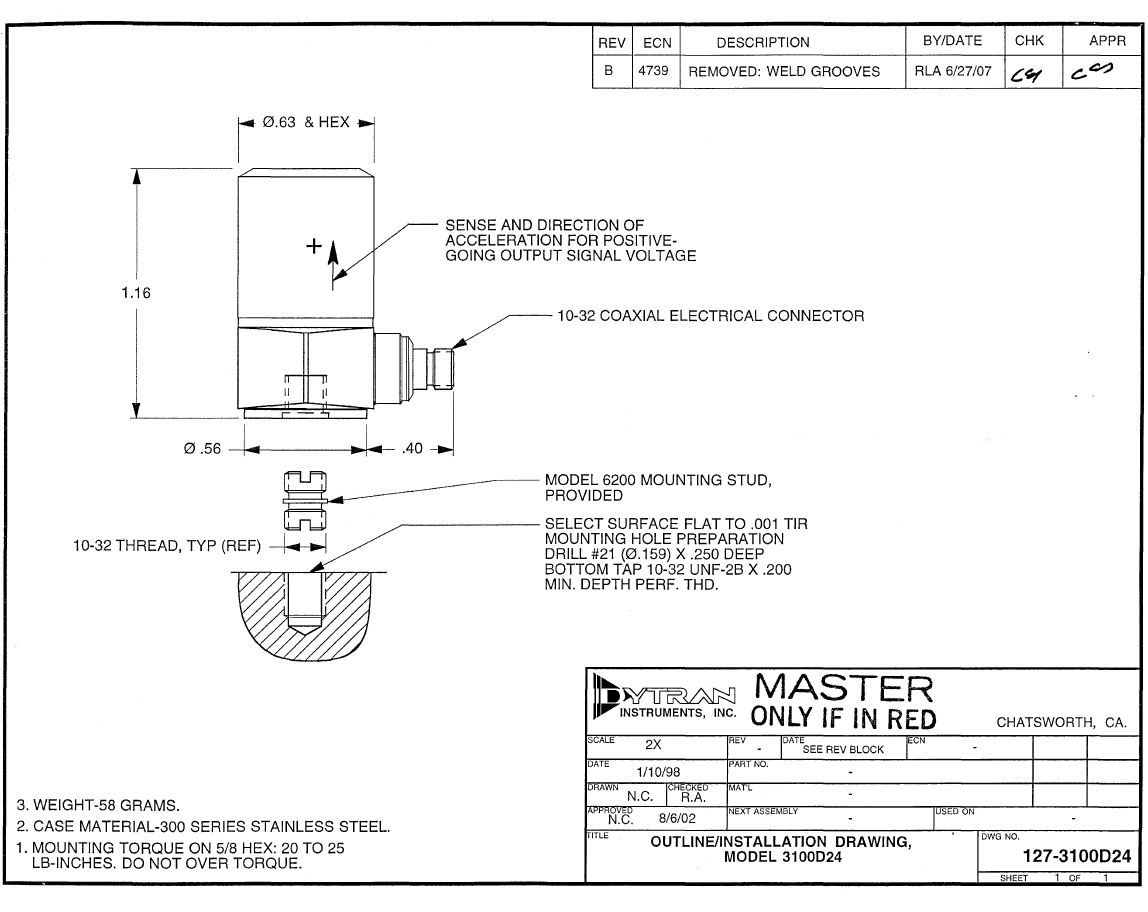 REV ECN DESCRIPTION BY/DATE CHK APPR
B 4739 REMOVED: WELD GROOVES RLA 6/27/07
Ø.63 & HEX
+
SENSE AND DIRECTION OF
ACCELERATION FOR POSITIVE-
GOING OUTPUT SIGNAL VOLTAGE
1.16
10-32 COAXIAL ELECTRICAL CONNECTOR
Ø .56
.40
MODEL 6200 MOUNTING STUD,
PROVIDED
10-32 THREAD, TYP (REF)
SELECT SURFACE FLAT TO .001 TIR
MOUNTING HOLE PREPARATION
DRILL #21 (Ø.159) X .250 DEEP
BOTTOM TAP 10-32 UNF-2B X .200
MIN. DEPTH PERF. THD.
3. WEIGHT-58 GRAMS.
2. CASE MATERIAL-300 SERIES STAINLESS STEEL.
1. MOUNTING TORQUE ON 5/8 HEX: 20 TO 25
LB-INCHES. DO NOT OVER TORQUE.
DYTRAN
INSTRUMENTS, INC.
MASTER
ONLY IF IN RED
CHATSWORTH, CA.
SCALE 2X REV - DATE SEE REV BLOCK ECN -
DATE 1/10/98 PART NO. -
DRAWN N.C. CHECKED R.A. MAT'L -
APPROVED N.C. 8/6/02 NEXT ASSEMBLY - USED ON -
TITLE OUTLINE/INSTALLATION DRAWING,
MODEL 3100D24
DWG NO.
127-3100D24
SHEET 1 OF 1